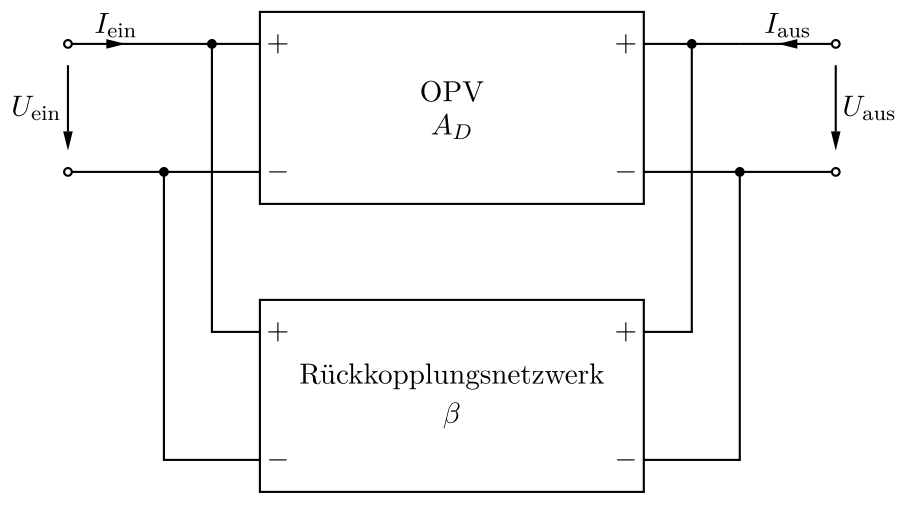 I_ein
I_aus
+ +
OPV
U_ein
U_aus
A_D
− −
+ +
Rückkopplungsnetzwerk
β
− −